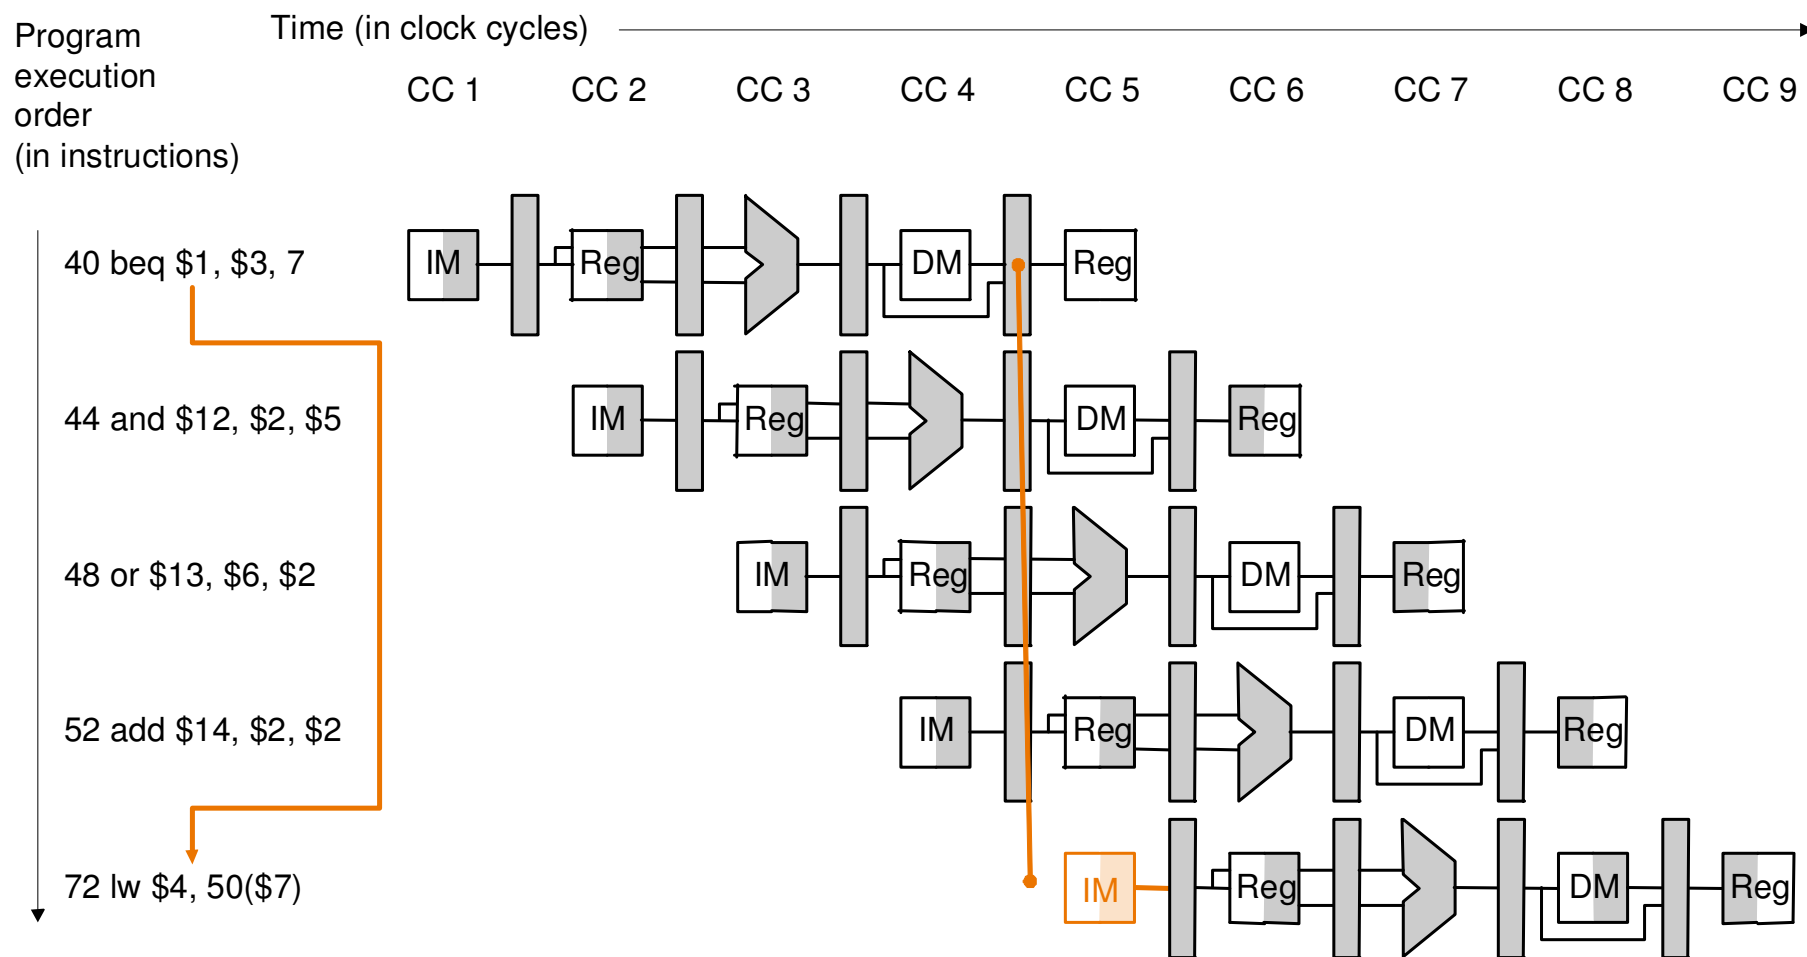 Time (in clock cycles)
Program
execution
order
(in instructions)
CC 1 CC 2 CC 3 CC 4 CC 5 CC 6 CC 7 CC 8 CC 9
40 beq $1, $3, 7 IM Reg DM Reg
44 and $12, $2, $5 IM Reg DM Reg
48 or $13, $6, $2 IM Reg DM Reg
52 add $14, $2, $2 IM Reg DM Reg
72 lw $4, 50($7) IM Reg DM Reg